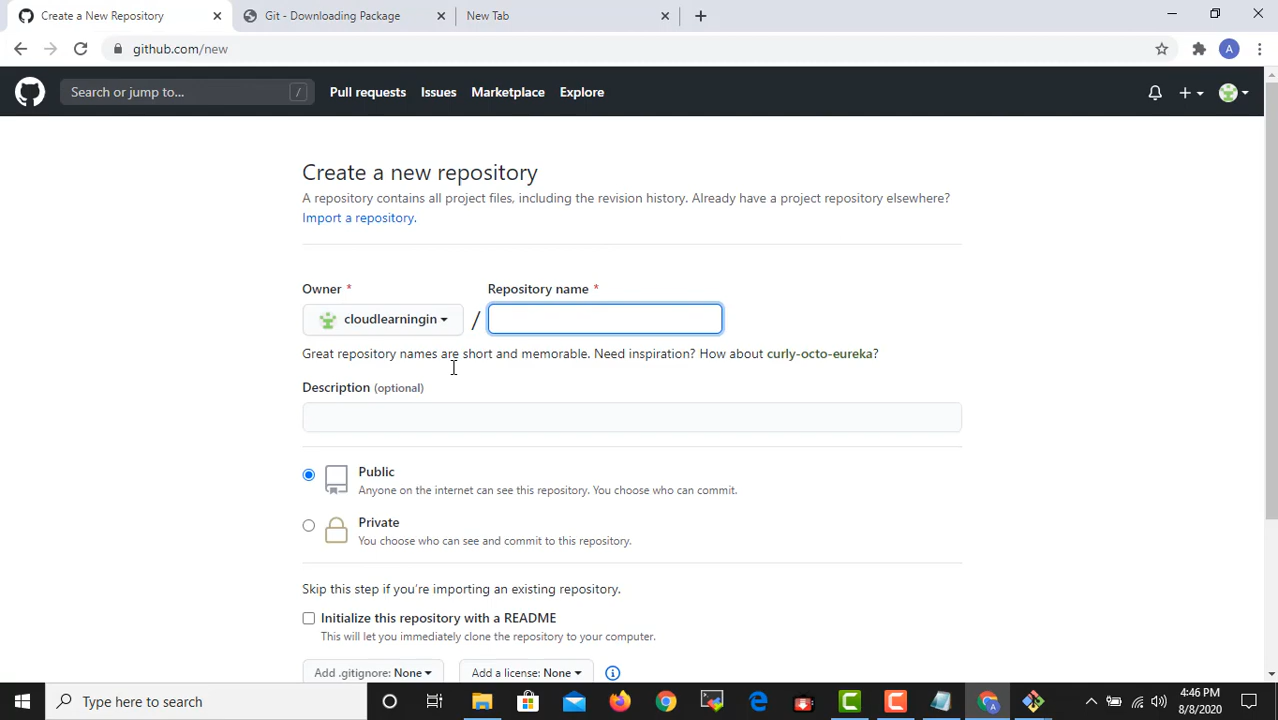 Create a New Repository
Git - Downloading Package
New Tab
github.com/new
A
Search or jump to...
/
Pull requests
Issues
Marketplace
Explore
Create a new repository
A repository contains all project files, including the revision history. Already have a project repository elsewhere?
Import a repository.
Owner *
Repository name *
cloudlearningin
/
Great repository names are short and memorable. Need inspiration? How about curly-octo-eureka?
Description (optional)
Public
Anyone on the internet can see this repository. You choose who can commit.
Private
You choose who can see and commit to this repository.
Skip this step if you're importing an existing repository.
Initialize this repository with a README
This will let you immediately clone the repository to your computer.
Add .gitignore: None
Add a license: None
Type here to search
4:46 PM
8/8/2020